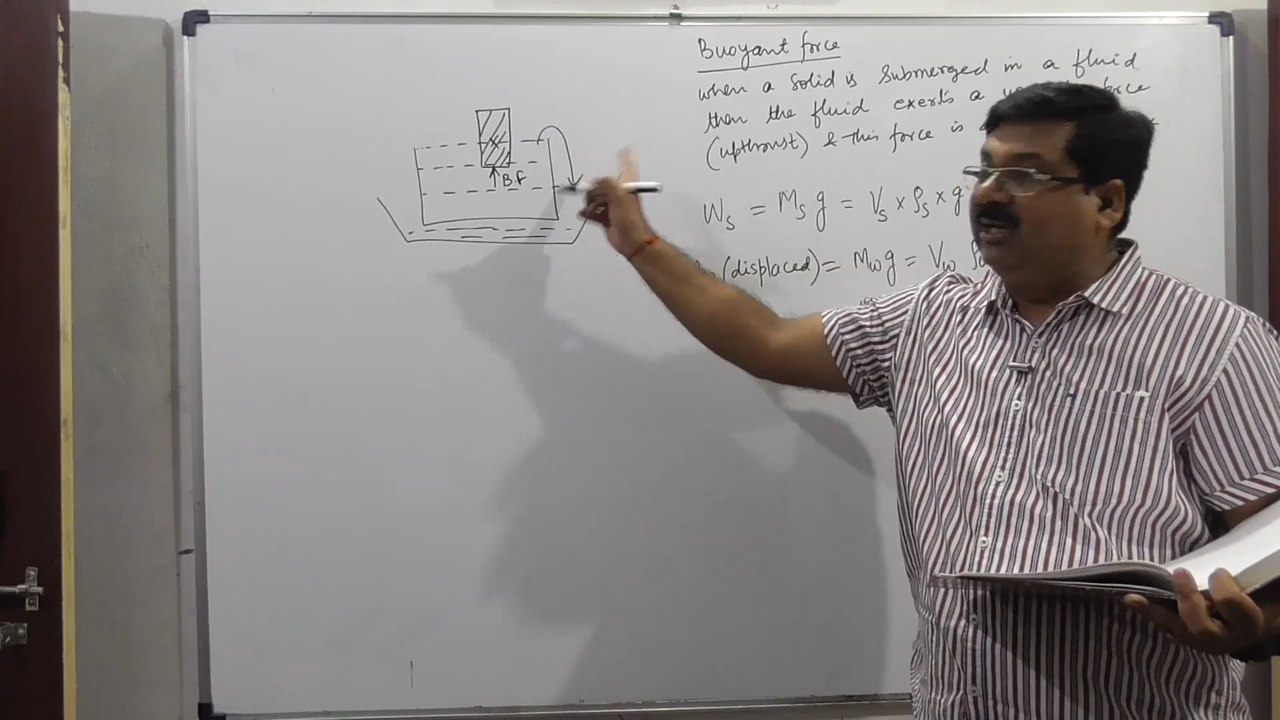 Buoyant force
when a solid is submerged in a fluid
then the fluid exerts a force
(upthrust) & this force is
Ws = Ms g = Vs × ρs × g
(displaced) = Mw g = Vw
B.F